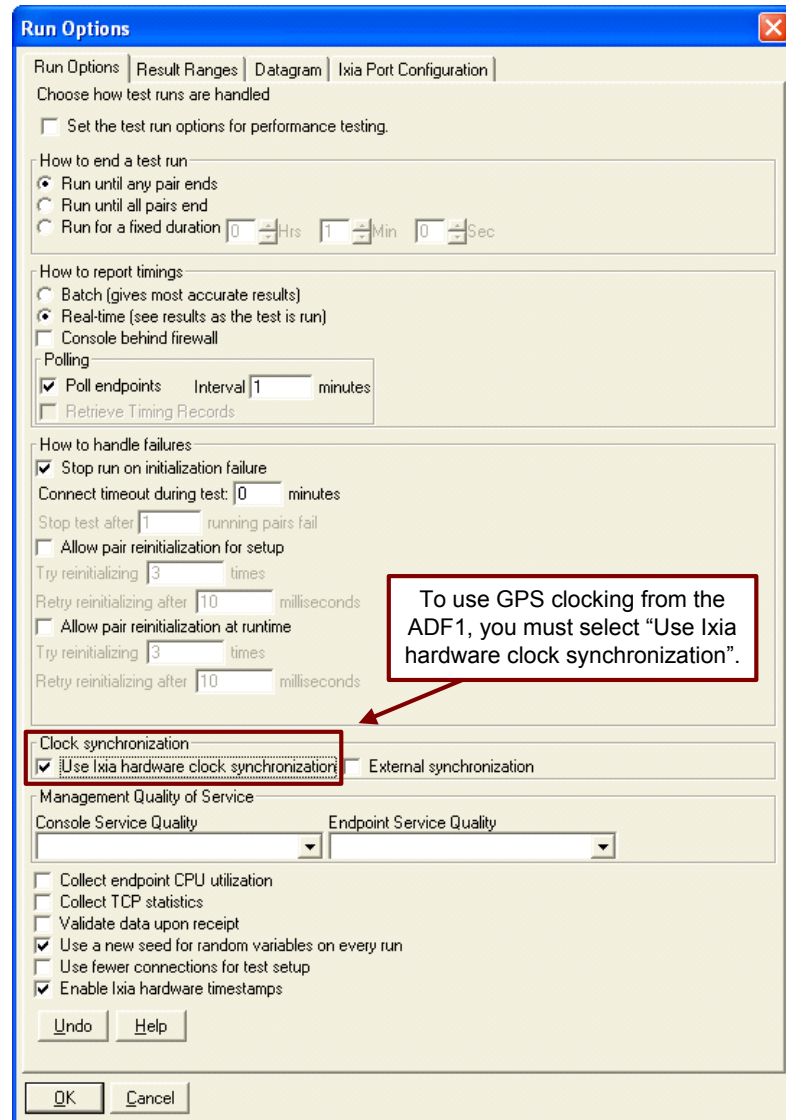 Run Options
Run Options Result Ranges Datagram Ixia Port Configuration
Choose how test runs are handled
Set the test run options for performance testing.
How to end a test run
Run until any pair ends
Run until all pairs end
Run for a fixed duration 0 Hrs 1 Min 0 Sec
How to report timings
Batch (gives most accurate results)
Real-time (see results as the test is run)
Console behind firewall
Polling
Poll endpoints Interval 1 minutes
Retrieve Timing Records
How to handle failures
Stop run on initialization failure
Connect timeout during test: 0 minutes
Stop test after 1 running pairs fail
Allow pair reinitialization for setup
Try reinitializing 3 times
Retry reinitializing after 10 milliseconds
Allow pair reinitialization at runtime
Try reinitializing 3 times
Retry reinitializing after 10 milliseconds
To use GPS clocking from the
ADF1, you must select “Use Ixia
hardware clock synchronization”.
Clock synchronization
Use Ixia hardware clock synchronization External synchronization
Management Quality of Service
Console Service Quality Endpoint Service Quality
Collect endpoint CPU utilization
Collect TCP statistics
Validate data upon receipt
Use a new seed for random variables on every run
Use fewer connections for test setup
Enable Ixia hardware timestamps
Undo Help
OK Cancel